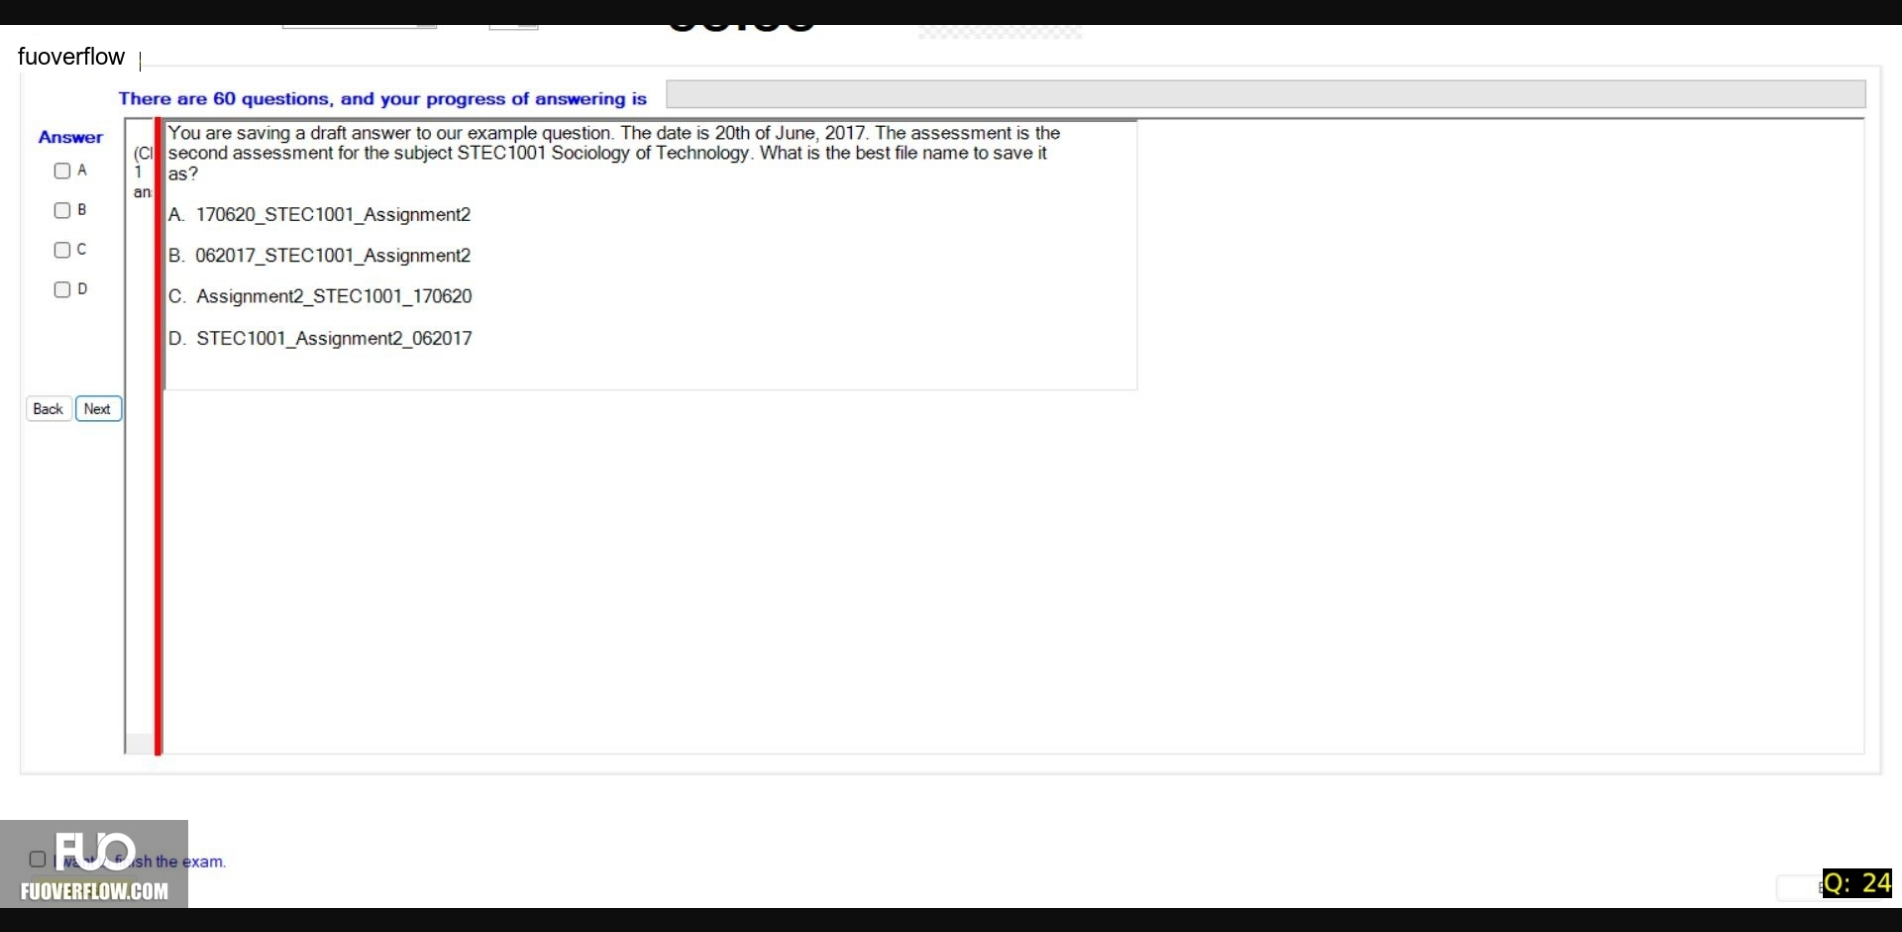 fuoverflow
There are 60 questions, and your progress of answering is
Answer
A
B
C
D
(Cl
1
an
You are saving a draft answer to our example question. The date is 20th of June, 2017. The assessment is the
second assessment for the subject STEC1001 Sociology of Technology. What is the best file name to save it
as?
A. 170620_STEC1001_Assignment2
B. 062017_STEC1001_Assignment2
C. Assignment2_STEC1001_170620
D. STEC1001_Assignment2_062017
Back Next
FUO
the exam.
FUOVERFLOW.COM
Q: 24